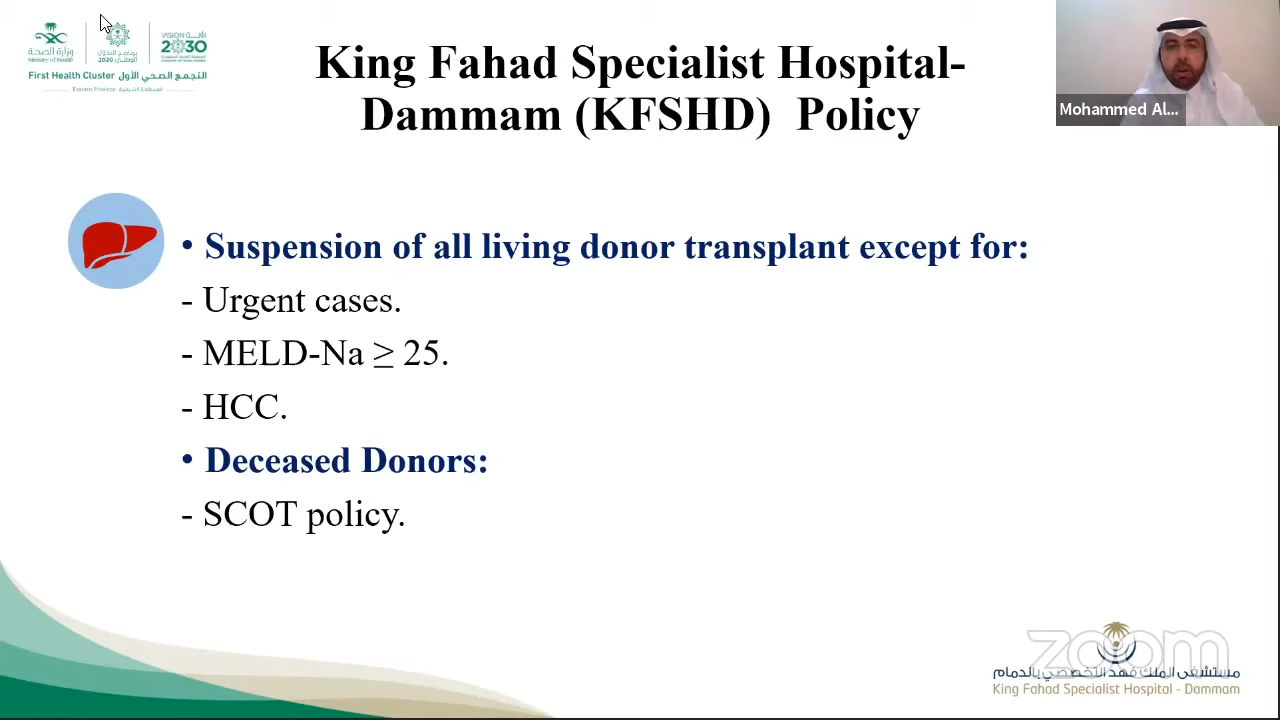 وزارة الصحة
Ministry of Health
برنامج التحول
الوطني 2020
VISION رؤية
2030
First Health Cluster التجمع الصحي الأول
Eastern Province المنطقة الشرقية
King Fahad Specialist Hospital-
Dammam (KFSHD) Policy
Mohammed Al...
• Suspension of all living donor transplant except for:
- Urgent cases.
- MELD-Na ≥ 25.
- HCC.
• Deceased Donors:
- SCOT policy.
zoom
مستشفى الملك فهد التخصصي بالدمام
King Fahad Specialist Hospital - Dammam